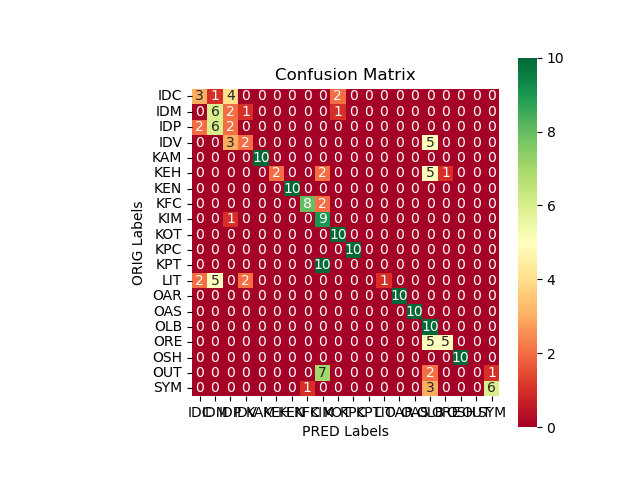 Confusion Matrix
10
IDC 3 1 4 0 0 0 0 0 0 2 0 0 0 0 0 0 0 0 0 0
IDM 0 6 2 1 0 0 0 0 0 1 0 0 0 0 0 0 0 0 0 0
IDP 2 6 2 0 0 0 0 0 0 0 0 0 0 0 0 0 0 0 0 0
IDV 0 0 3 2 0 0 0 0 0 0 0 0 0 0 0 5 0 0 0 0
8
KAM 0 0 0 0 10 0 0 0 0 0 0 0 0 0 0 0 0 0 0 0
KEH 0 0 0 0 0 2 0 0 2 0 0 0 0 0 0 5 1 0 0 0
KEN 0 0 0 0 0 0 10 0 0 0 0 0 0 0 0 0 0 0 0 0
KFC 0 0 0 0 0 0 0 8 2 0 0 0 0 0 0 0 0 0 0 0
6
KIM 0 0 1 0 0 0 0 0 9 0 0 0 0 0 0 0 0 0 0 0
KOT 0 0 0 0 0 0 0 0 0 10 0 0 0 0 0 0 0 0 0 0
ORIG Labels
KPC 0 0 0 0 0 0 0 0 0 0 10 0 0 0 0 0 0 0 0 0
KPT 0 0 0 0 0 0 0 0 10 0 0 0 0 0 0 0 0 0 0 0
4
LIT 2 5 0 2 0 0 0 0 0 0 0 0 1 0 0 0 0 0 0 0
OAR 0 0 0 0 0 0 0 0 0 0 0 0 0 10 0 0 0 0 0 0
OAS 0 0 0 0 0 0 0 0 0 0 0 0 0 0 10 0 0 0 0 0
OLB 0 0 0 0 0 0 0 0 0 0 0 0 0 0 0 10 0 0 0 0
ORE 0 0 0 0 0 0 0 0 0 0 0 0 0 0 0 5 5 0 0 0
2
OSH 0 0 0 0 0 0 0 0 0 0 0 0 0 0 0 0 0 10 0 0
OUT 0 0 0 0 0 0 0 0 7 0 0 0 0 0 0 2 0 0 0 1
SYM 0 0 0 0 0 0 0 1 0 0 0 0 0 0 0 3 0 0 0 6
SYM
0
PRED Labels